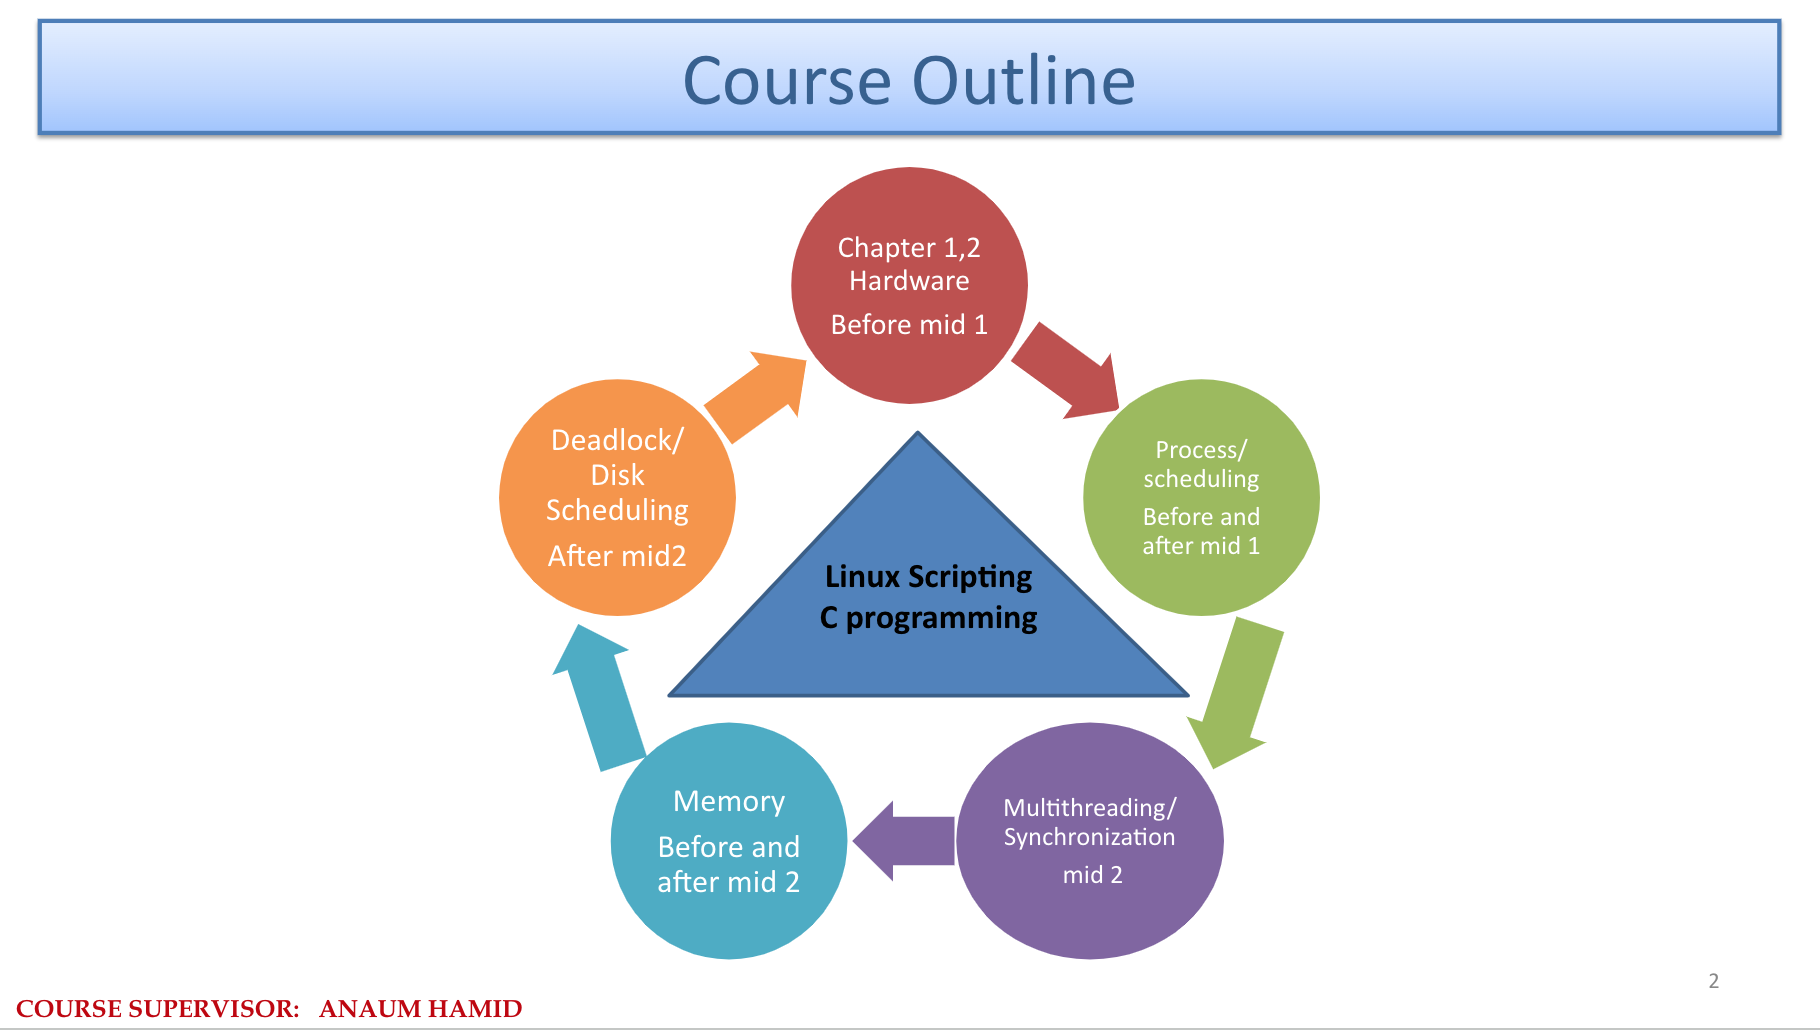 Course Outline
Chapter 1,2
Hardware
Before mid 1
Process/
scheduling
Before and
after mid 1
Multithreading/
Synchronization
mid 2
Memory
Before and
after mid 2
Deadlock/
Disk
Scheduling
After mid2
Linux Scripting
C programming
2
COURSE SUPERVISOR: ANAUM HAMID